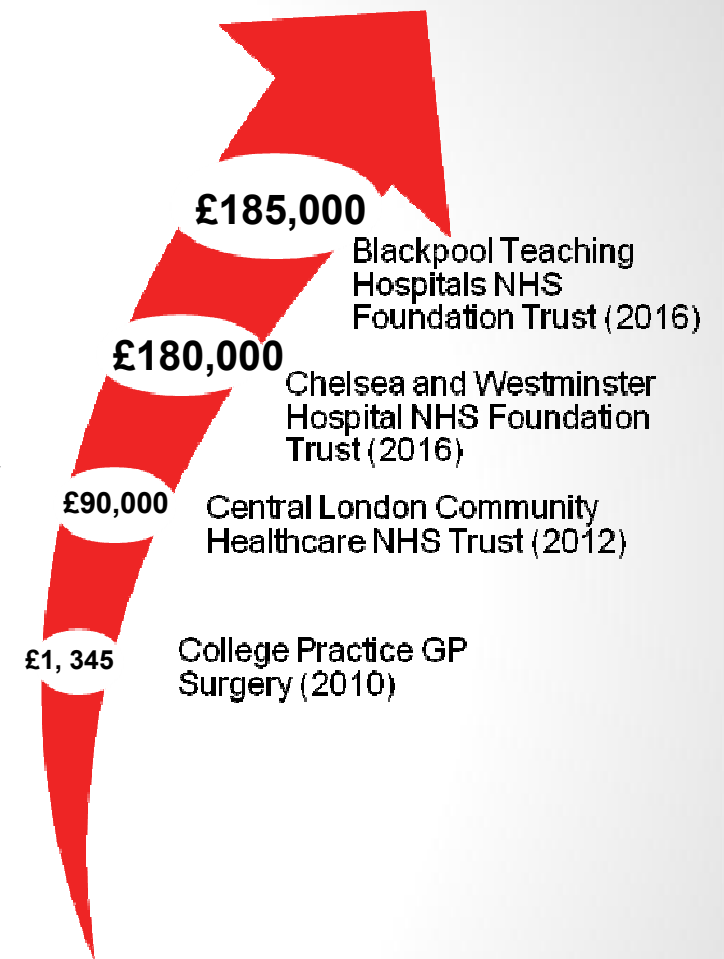 £185,000
Blackpool Teaching
Hospitals NHS
Foundation Trust (2016)
£180,000
Chelsea and Westminster
Hospital NHS Foundation
Trust (2016)
£90,000
Central London Community
Healthcare NHS Trust (2012)
£1, 345
College Practice GP
Surgery (2010)